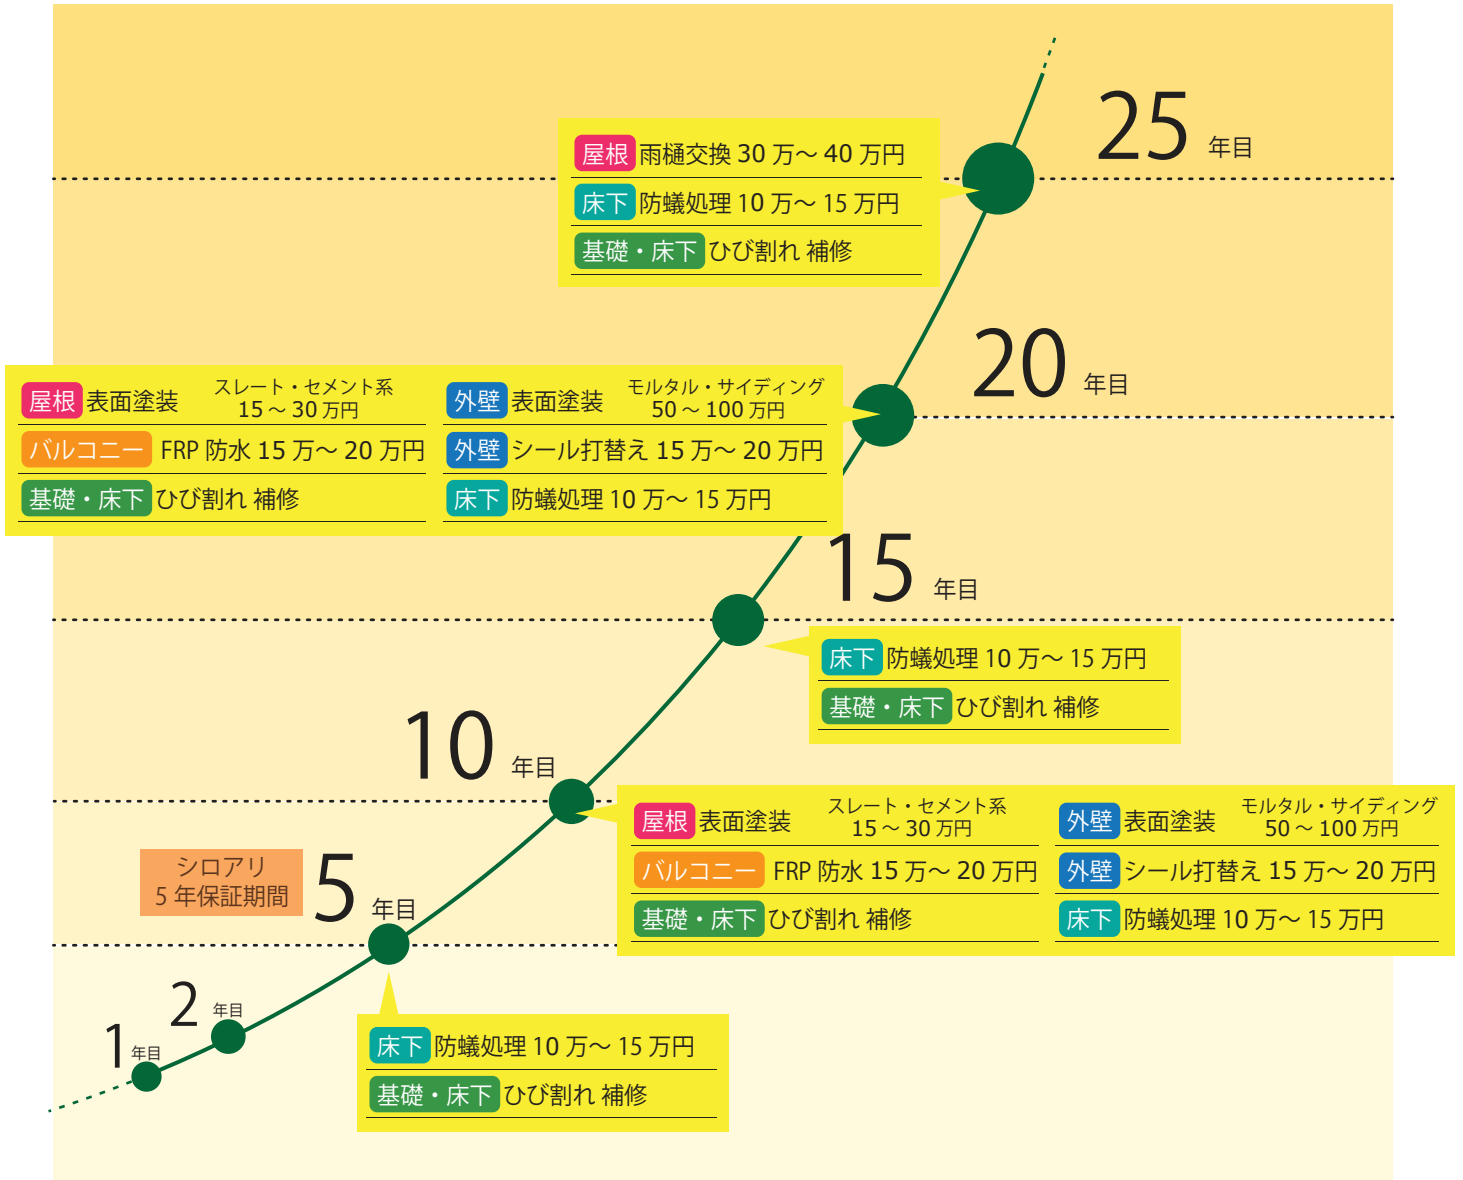 25 年目
屋根 雨樋交換 30 万～ 40 万円
床下 防蟻処理 10 万～ 15 万円
基礎・床下 ひび割れ 補修
20 年目
屋根 表面塗装 スレート・セメント系
15 ～ 30 万円
バルコニー FRP 防水 15 万～ 20 万円
基礎・床下 ひび割れ 補修
外壁 表面塗装 モルタル・サイディング
50 ～ 100 万円
外壁 シール打替え 15 万～ 20 万円
床下 防蟻処理 10 万～ 15 万円
15 年目
床下 防蟻処理 10 万～ 15 万円
基礎・床下 ひび割れ 補修
10 年目
屋根 表面塗装 スレート・セメント系
15 ～ 30 万円
バルコニー FRP 防水 15 万～ 20 万円
基礎・床下 ひび割れ 補修
外壁 表面塗装 モルタル・サイディング
50 ～ 100 万円
外壁 シール打替え 15 万～ 20 万円
床下 防蟻処理 10 万～ 15 万円
シロアリ
5 年保証期間
5 年目
床下 防蟻処理 10 万～ 15 万円
基礎・床下 ひび割れ 補修
2 年目
1 年目